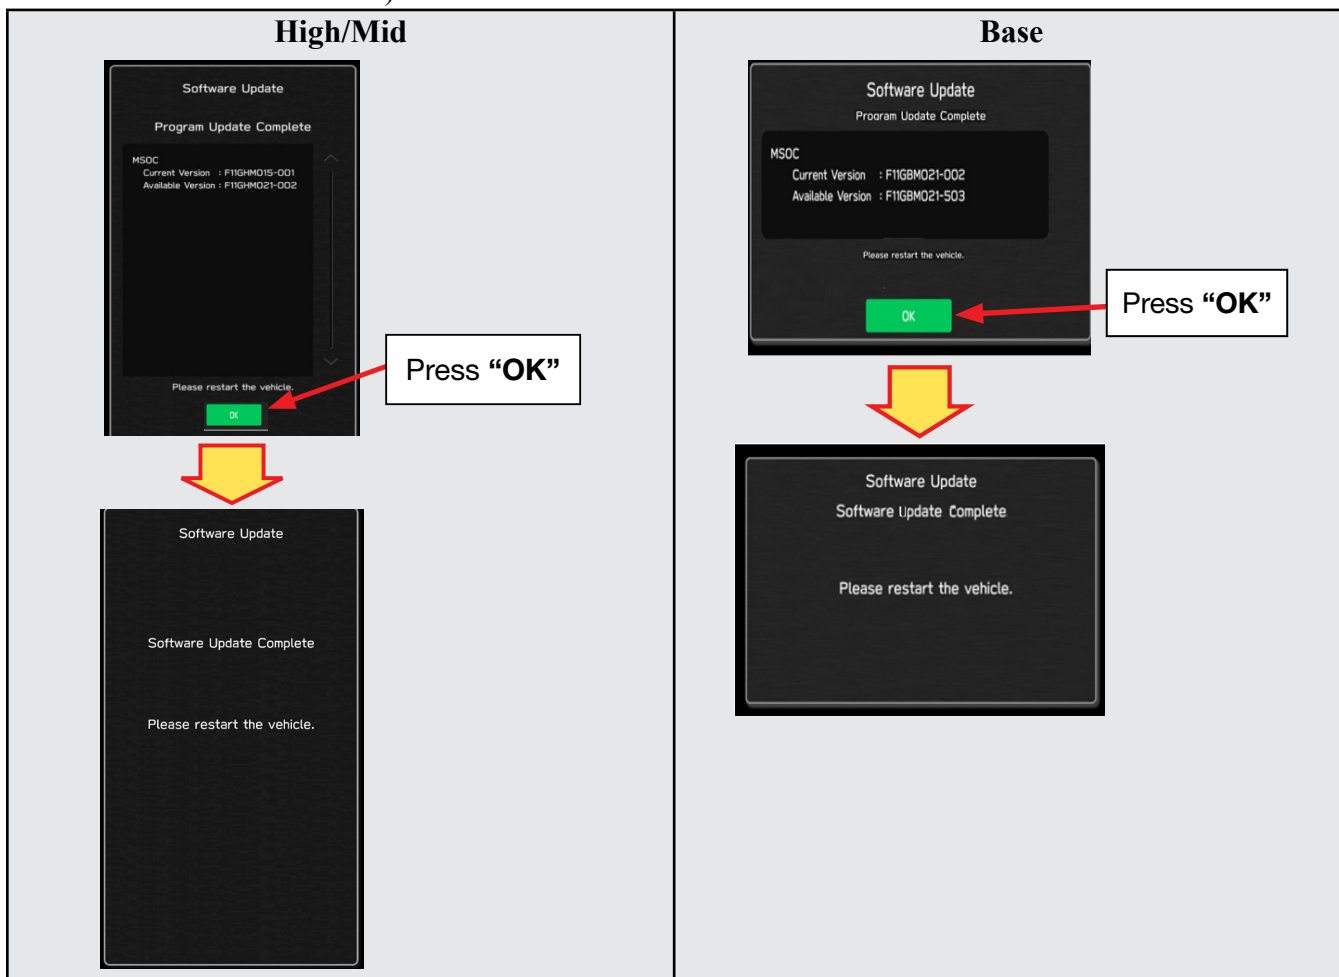 )
High/Mid
Software Update
Program Update Complete
MSOC
Current Version : F11GHM015-001
Available Version : F11GHM021-002
Please restart the vehicle.
OK
Press “OK”
Software Update
Software Update Complete
Please restart the vehicle.
Base
Software Update
Program Update Complete
MSOC
Current Version : F11GBM021-002
Available Version : F11GBM021-503
Please restart the vehicle.
OK
Press “OK”
Software Update
Software Update Complete
Please restart the vehicle.